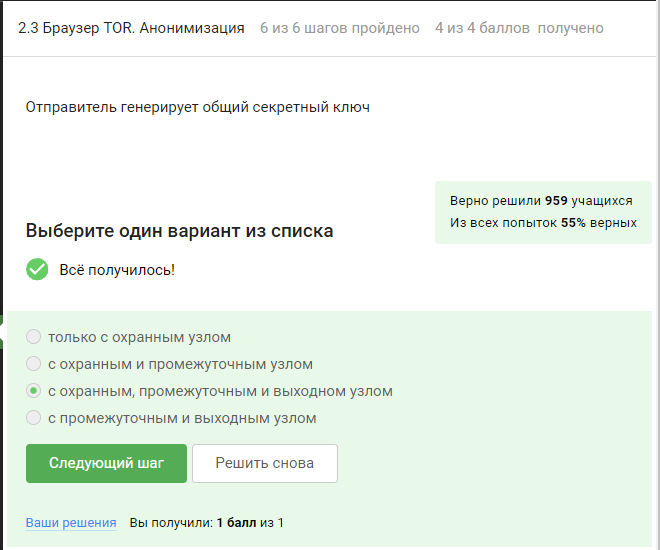 2.3 Браузер TOR. Анонимизация 6 из 6 шагов пройдено 4 из 4 баллов получено
Отправитель генерирует общий секретный ключ
Верно решили 959 учащихся
Из всех попыток 55% верных
Выберите один вариант из списка
Всё получилось!
только с охранным узлом
с охранным и промежуточным узлом
с охранным, промежуточным и выходном узлом
с промежуточным и выходным узлом
Следующий шаг Решить снова
Ваши решения Вы получили: 1 балл из 1